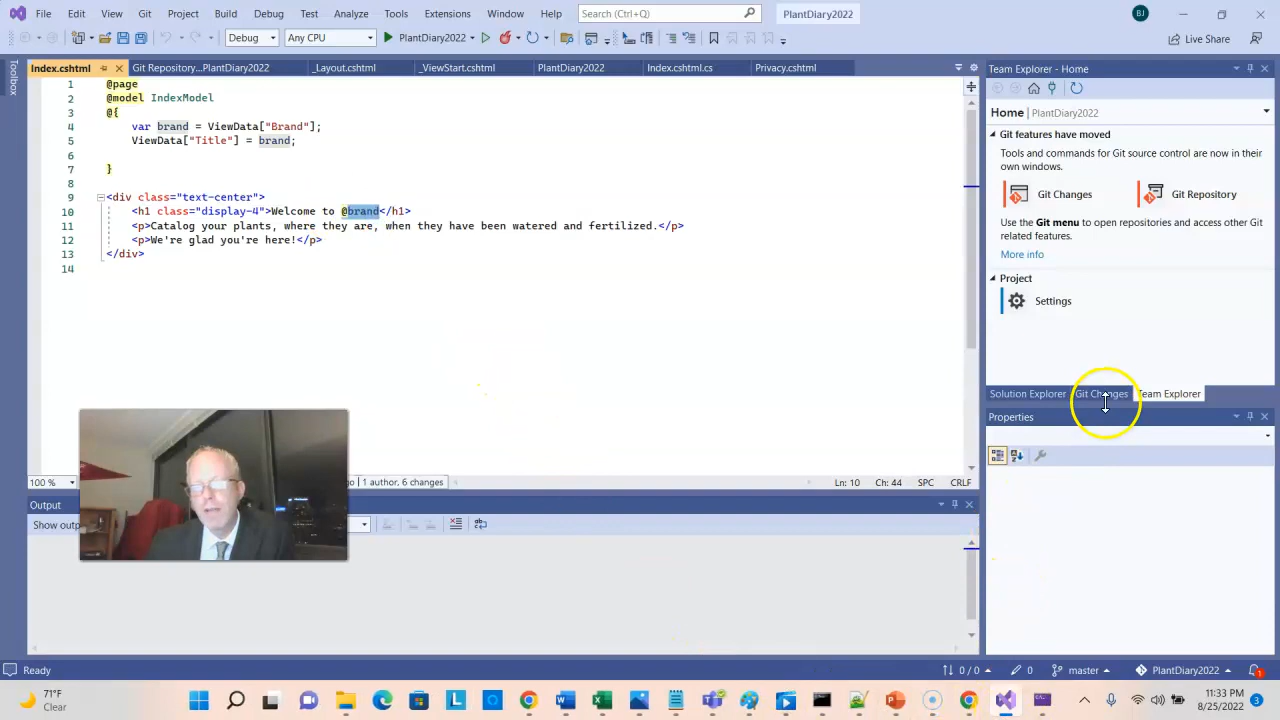 File Edit View Git Project Build Debug Test Analyze Tools Extensions Window Help Search (Ctrl+Q) PlantDiary2022 BJ
Debug Any CPU PlantDiary2022 Live Share
Toolbox
Index.cshtml Git Repository...PlantDiary2022 _Layout.cshtml _ViewStart.cshtml PlantDiary2022 Index.cshtml.cs Privacy.cshtml
1 @page
2 @model IndexModel
3 @{
4 var brand = ViewData["Brand"];
5 ViewData["Title"] = brand;
6
7 }
8
9 <div class="text-center">
10 <h1 class="display-4">Welcome to @brand</h1>
11 <p>Catalog your plants, where they are, when they have been watered and fertilized.</p>
12 <p>We're glad you're here!</p>
13 </div>
14
100 % 1 author, 6 changes Ln: 10 Ch: 44 SPC CRLF
Output
Show outp
Team Explorer - Home
Home | PlantDiary2022
Git features have moved
Tools and commands for Git source control are now in their
own windows.
Git Changes Git Repository
Use the Git menu to open repositories and access other Git
related features.
More info
Project
Settings
Solution Explorer Git Changes Team Explorer
Properties
Ready 0 / 0 0 master PlantDiary2022 1
71°F
Clear
11:33 PM
8/25/2022
3